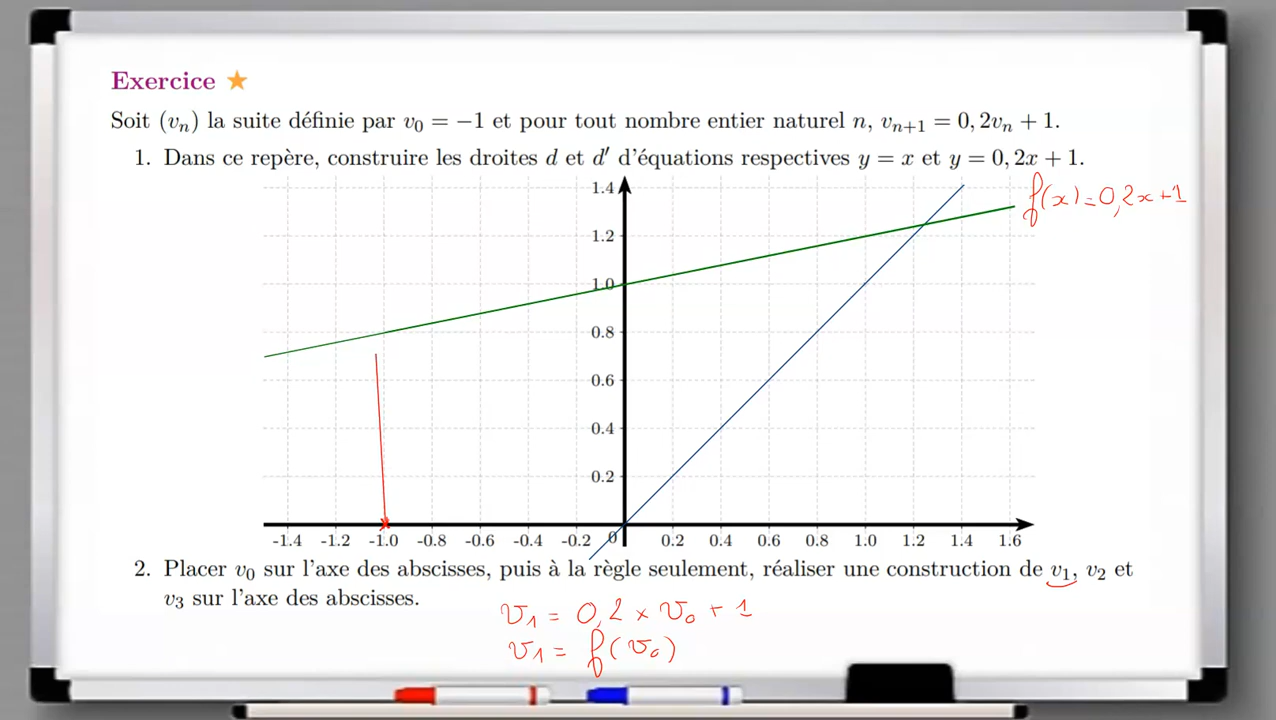 Exercice ★
Soit (vₙ) la suite définie par v₀ = −1 et pour tout nombre entier naturel n, vₙ₊₁ = 0, 2vₙ + 1.
1. Dans ce repère, construire les droites d et d′ d'équations respectives y = x et y = 0, 2x + 1.
f(x)=0,2x+1
1.4
1.2
1.0
0.8
0.6
0.4
0.2
-1.4 -1.2 -1.0 -0.8 -0.6 -0.4 -0.2 0 0.2 0.4 0.6 0.8 1.0 1.2 1.4 1.6
2. Placer v₀ sur l'axe des abscisses, puis à la règle seulement, réaliser une construction de v₁, v₂ et
v₃ sur l'axe des abscisses.
v₁ = 0,2 × v₀ + 1
v₁ = f(v₀)